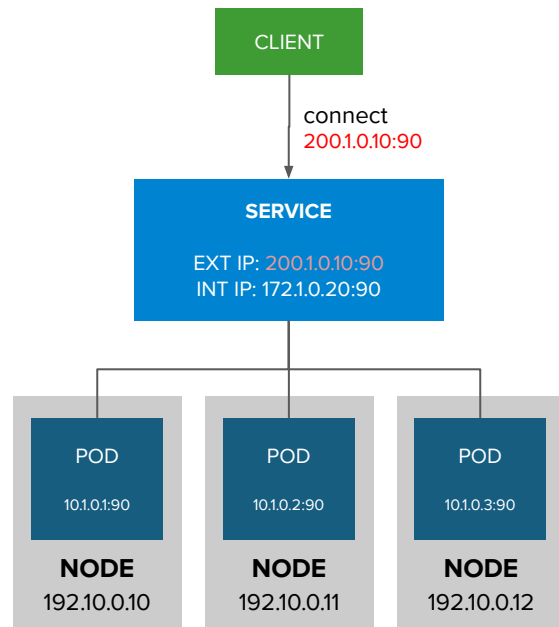 CLIENT
connect
200.1.0.10:90
SERVICE
EXT IP: 200.1.0.10:90
INT IP: 172.1.0.20:90
POD
10.1.0.1:90
NODE
192.10.0.10
POD
10.1.0.2:90
NODE
192.10.0.11
POD
10.1.0.3:90
NODE
192.10.0.12